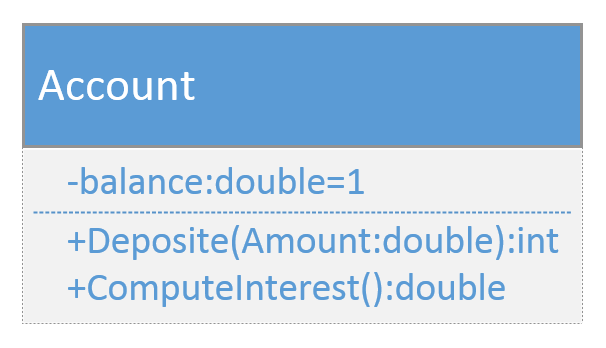 Account
-balance:double=1
+Deposite(Amount:double):int
+ComputeInterest():double